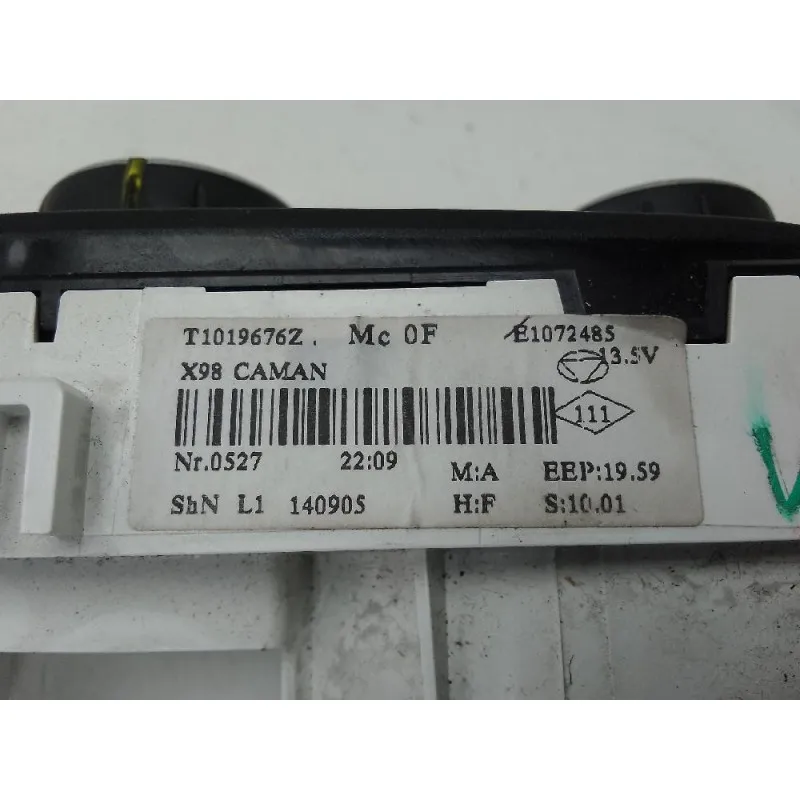 T1019676Z. Mc 0F E1072485
X98 CAMAN 13.5V
111
Nr.0527 22:09 M:A EEP:19.59
ShN L1 140905 H:F S:10.01